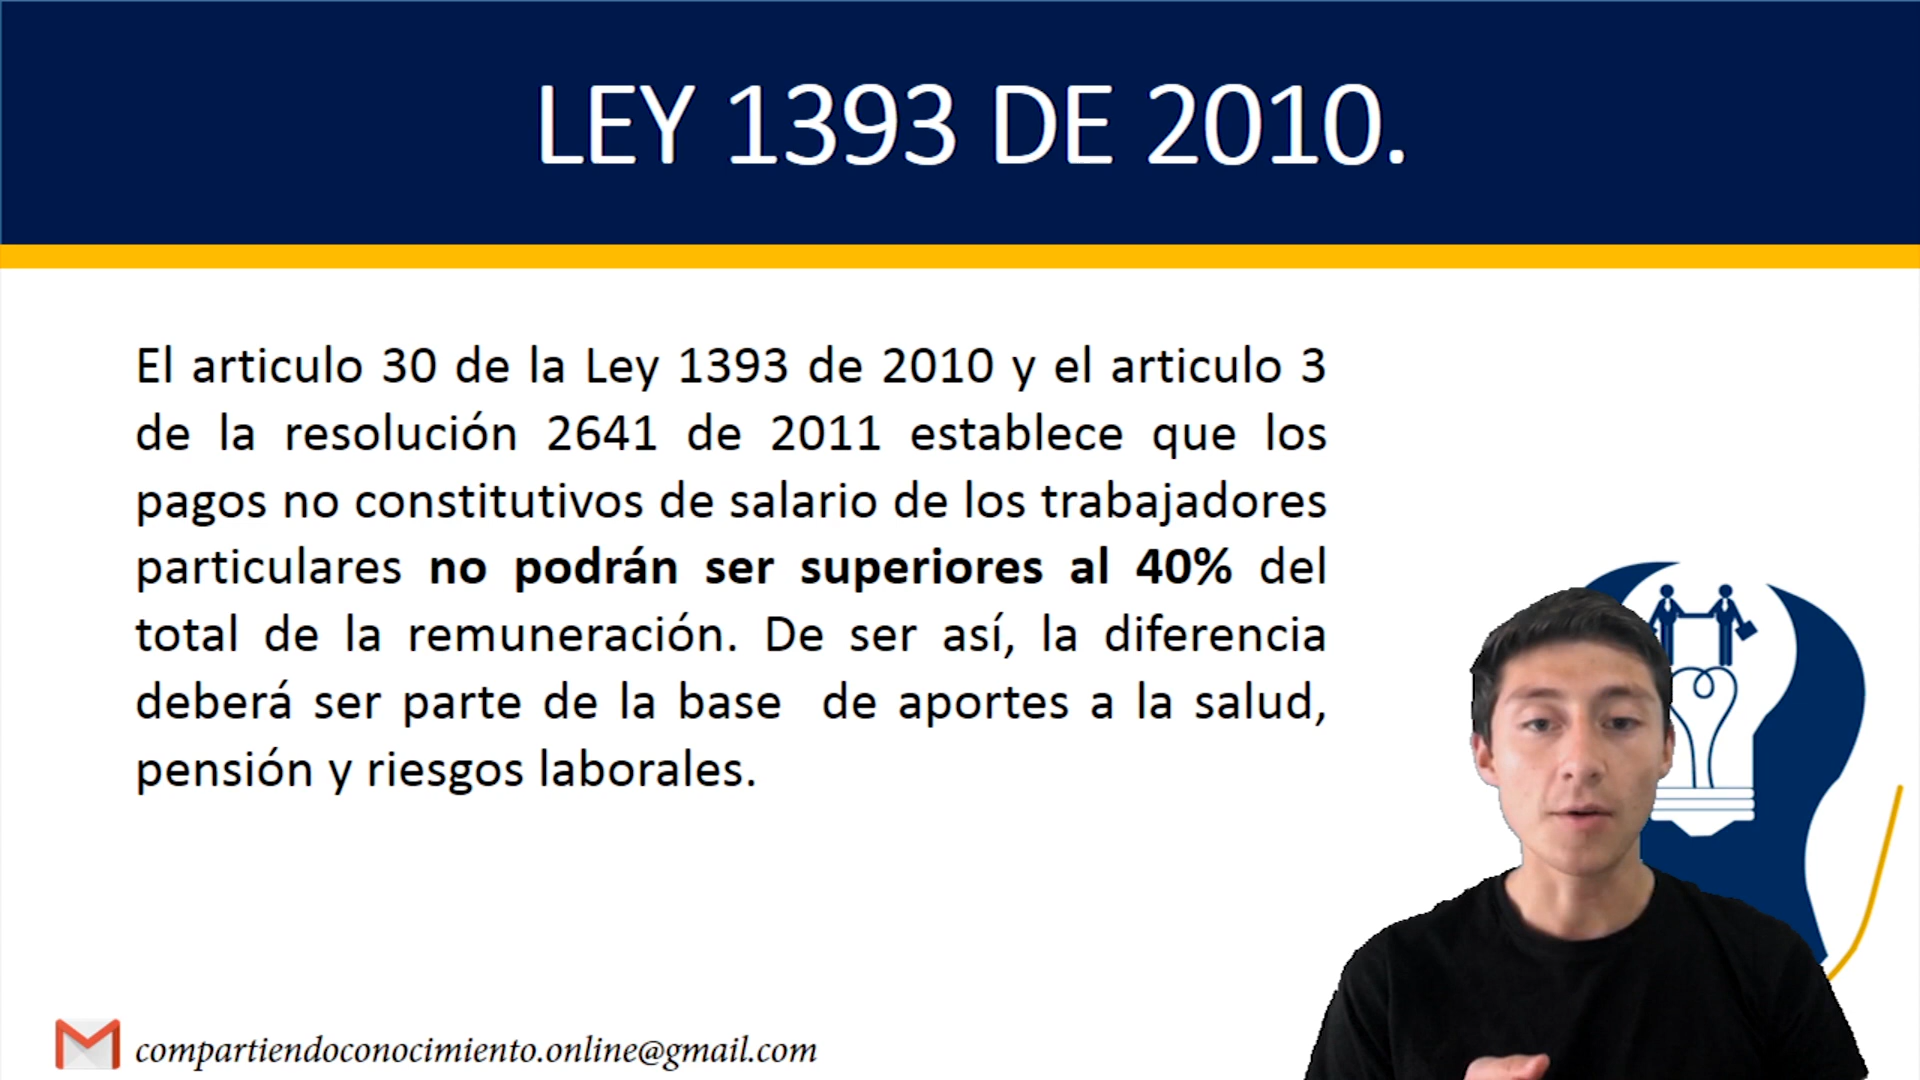 LEY 1393 DE 2010.
El articulo 30 de la Ley 1393 de 2010 y el articulo 3
de la resolución 2641 de 2011 establece que los
pagos no constitutivos de salario de los trabajadores
particulares no podrán ser superiores al 40% del
total de la remuneración. De ser así, la diferencia
deberá ser parte de la base  de aportes a la salud,
pensión y riesgos laborales.
compartiendoconocimiento.online@gmail.com